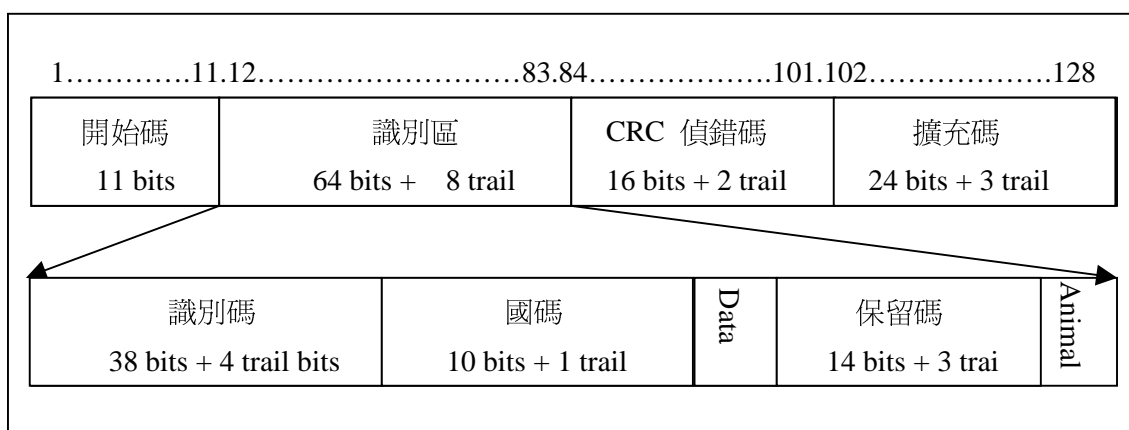 1………….11.12………………………83.84……………….101.102……………….128
開始碼 識別區 CRC 偵錯碼 擴充碼
11 bits 64 bits + 8 trail 16 bits + 2 trail 24 bits + 3 trail
識別碼 國碼 Data 保留碼 Animal
38 bits + 4 trail bits 10 bits + 1 trail 14 bits + 3 trai